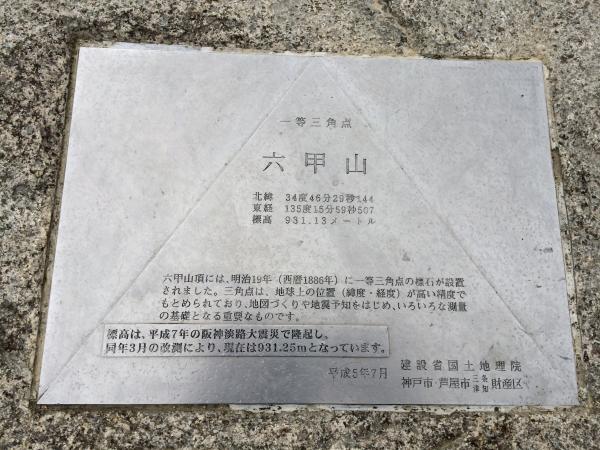 一等三角点
六甲山
北緯 34度46分29秒144
東経 135度15分59秒507
標高 931.13メートル
六甲山頂には、明治19年（西暦1886年）に一等三角点の標石が設置
されました。三角点は、地球上の位置（緯度・経度）が高い精度で
もとめられており、地図づくりや地震予知をはじめ、いろいろな測量
の基礎となる重要なものです。
標高は、平成7年の阪神淡路大震災で隆起し。
同年3月の改測により、現在は931.25mとなっています。
平成5年7月
建設省国土地理院
神戸市・芦屋市三条津知財産区